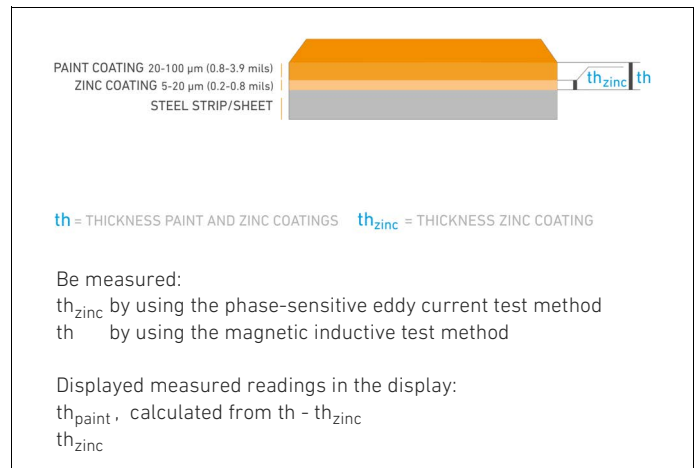 PAINT COATING 20-100 µm (0.8-3.9 mils)
ZINC COATING 5-20 µm (0.2-0.8 mils)
STEEL STRIP/SHEET
thzinc th
th = THICKNESS PAINT AND ZINC COATINGS thzinc = THICKNESS ZINC COATING
Be measured:
thzinc by using the phase-sensitive eddy current test method
th by using the magnetic inductive test method
Displayed measured readings in the display:
thpaint , calculated from th - thzinc
thzinc